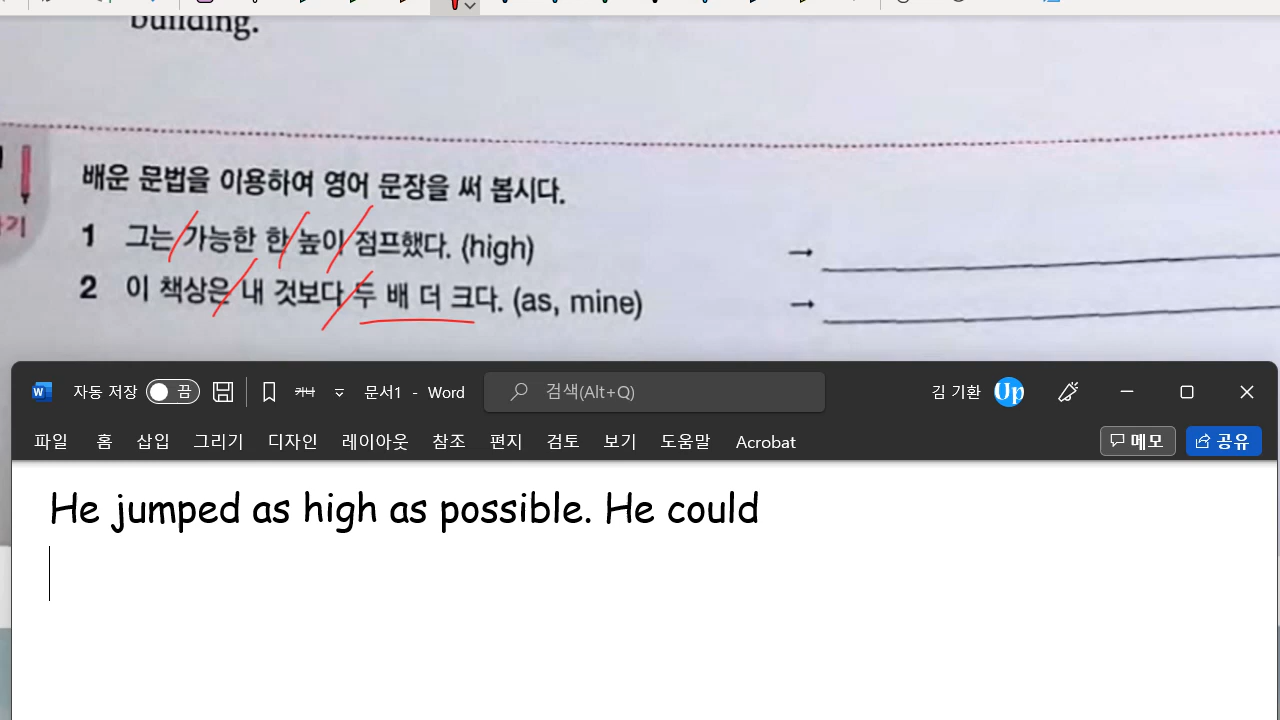 building.
배운 문법을 이용하여 영어 문장을 써 봅시다.
1 그는 가능한 한 높이 점프했다. (high) →
2 이 책상은 내 것보다 두 배 더 크다. (as, mine) →
자동 저장 끔 가나 문서1 - Word 검색(Alt+Q) 김 기환 Up
파일 홈 삽입 그리기 디자인 레이아웃 참조 편지 검토 보기 도움말 Acrobat 메모 공유
He jumped as high as possible. He could